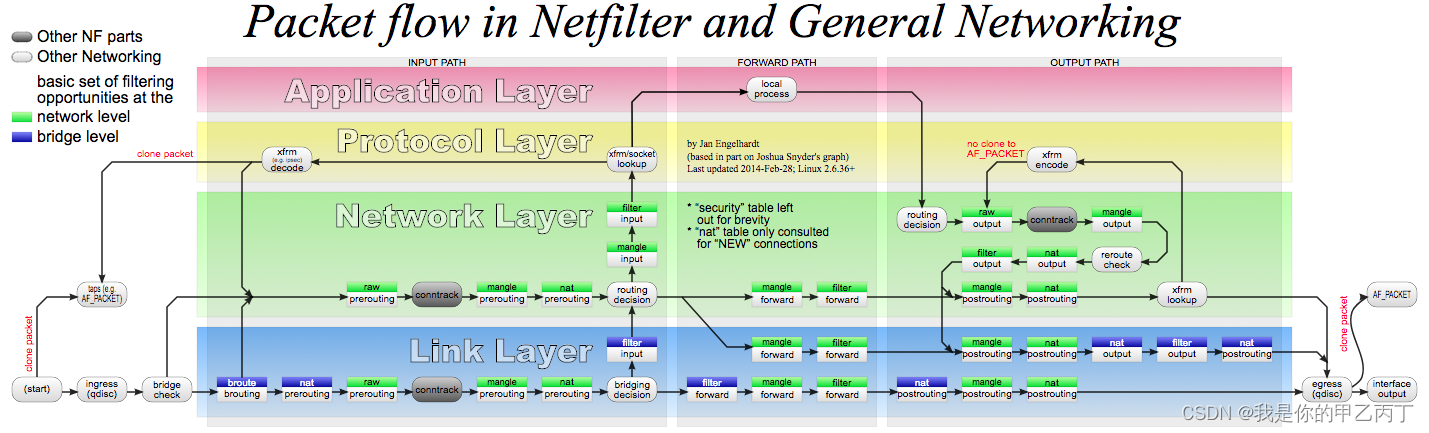 Packet flow in Netfilter and General Networking
Other NF parts
Other Networking
basic set of filtering
opportunities at the
network level
bridge level
INPUT PATH
FORWARD PATH
OUTPUT PATH
Application Layer
local
process
Protocol Layer
clone packet
xfrm
(e.g. ipsec)
decode
xfrm/socket
lookup
by Jan Engelhardt
(based in part on Joshua Snyder's graph)
Last updated 2014-Feb-28; Linux 2.6.36+
no clone to
AF_PACKET
xfrm
encode
Network Layer
filter
input
mangle
input
* "security" table left
out for brevity
* "nat" table only consulted
for "NEW" connections
routing
decision
raw
output
conntrack
mangle
output
filter
output
nat
output
reroute
check
taps (e.g.
AF_PACKET)
raw
prerouting
conntrack
mangle
prerouting
nat
prerouting
routing
decision
mangle
forward
filter
forward
mangle
postrouting
nat
postrouting
xfrm
lookup
AF_PACKET
clone packet
clone packet
Link Layer
filter
input
mangle
forward
filter
forward
mangle
postrouting
nat
postrouting
nat
output
filter
output
nat
postrouting
(start)
ingress
(qdisc)
bridge
check
broute
brouting
nat
prerouting
raw
prerouting
conntrack
mangle
prerouting
nat
prerouting
bridging
decision
filter
forward
mangle
forward
filter
forward
nat
postrouting
mangle
postrouting
nat
postrouting
egress
(qdisc)
interface
output
CSDN @我是你的甲乙丙丁